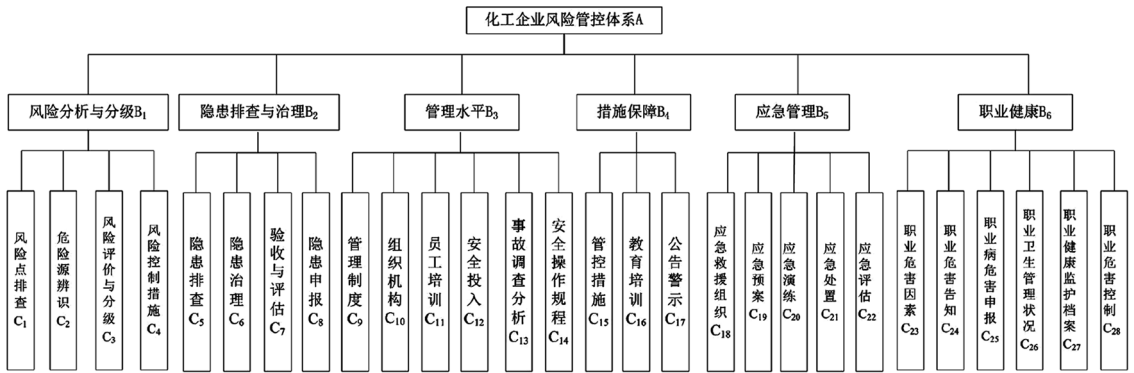 化工企业风险管控体系A
风险分析与分级B₁
隐患排查与治理B₂
管理水平B₃
措施保障B₄
应急管理B₅
职业健康B₆
风险点排查C₁
危险源辨识C₂
风险评价与分级C₃
风险控制措施C₄
隐患排查C₅
隐患治理C₆
验收与评估C₇
隐患申报C₈
管理制度C₉
组织机构C₁₀
员工培训C₁₁
安全投入C₁₂
事故调查分析C₁₃
安全操作规程C₁₄
管控措施C₁₅
教育培训C₁₆
公告警示C₁₇
应急救援组织C₁₈
应急预案C₁₉
应急演练C₂₀
应急处置C₂₁
应急评估C₂₂
职业危害因素C₂₃
职业危害告知C₂₄
职业病危害申报C₂₅
职业卫生管理状况C₂₆
职业健康监护档案C₂₇
职业危害控制C₂₈